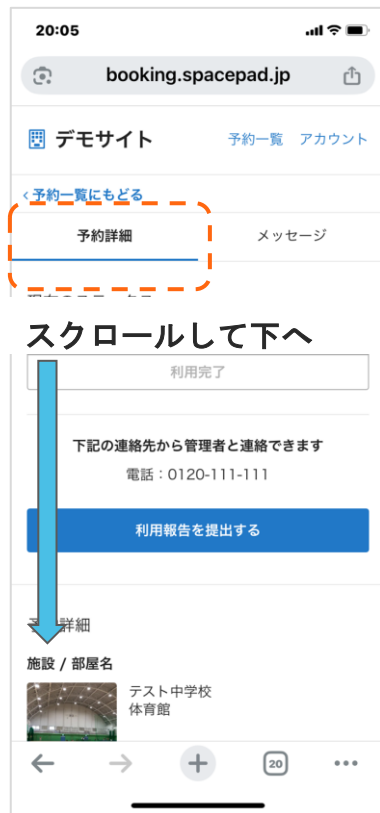 20:05
booking.spacepad.jp
デモサイト
予約一覧 アカウント
‹ 予約一覧にもどる
予約詳細 メッセージ
スクロールして下へ
利用完了
下記の連絡先から管理者と連絡できます
電話：0120-111-111
利用報告を提出する
詳細
施設 / 部屋名
テスト中学校
体育館
20